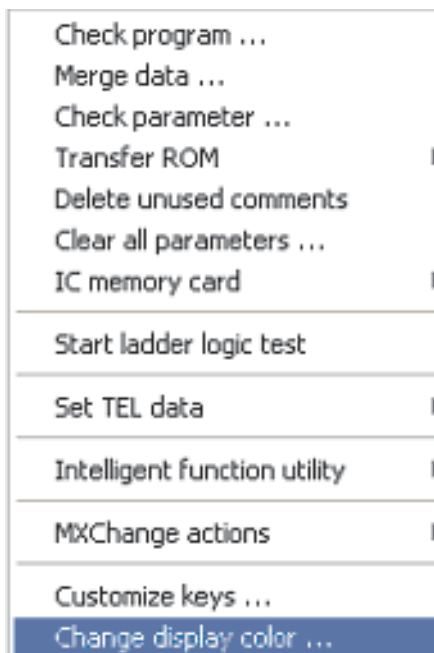 Check program ...
Merge data ...
Check parameter ...
Transfer ROM
Delete unused comments
Clear all parameters ...
IC memory card
Start ladder logic test
Set TEL data
Intelligent function utility
MXChange actions
Customize keys ...
Change display color ...